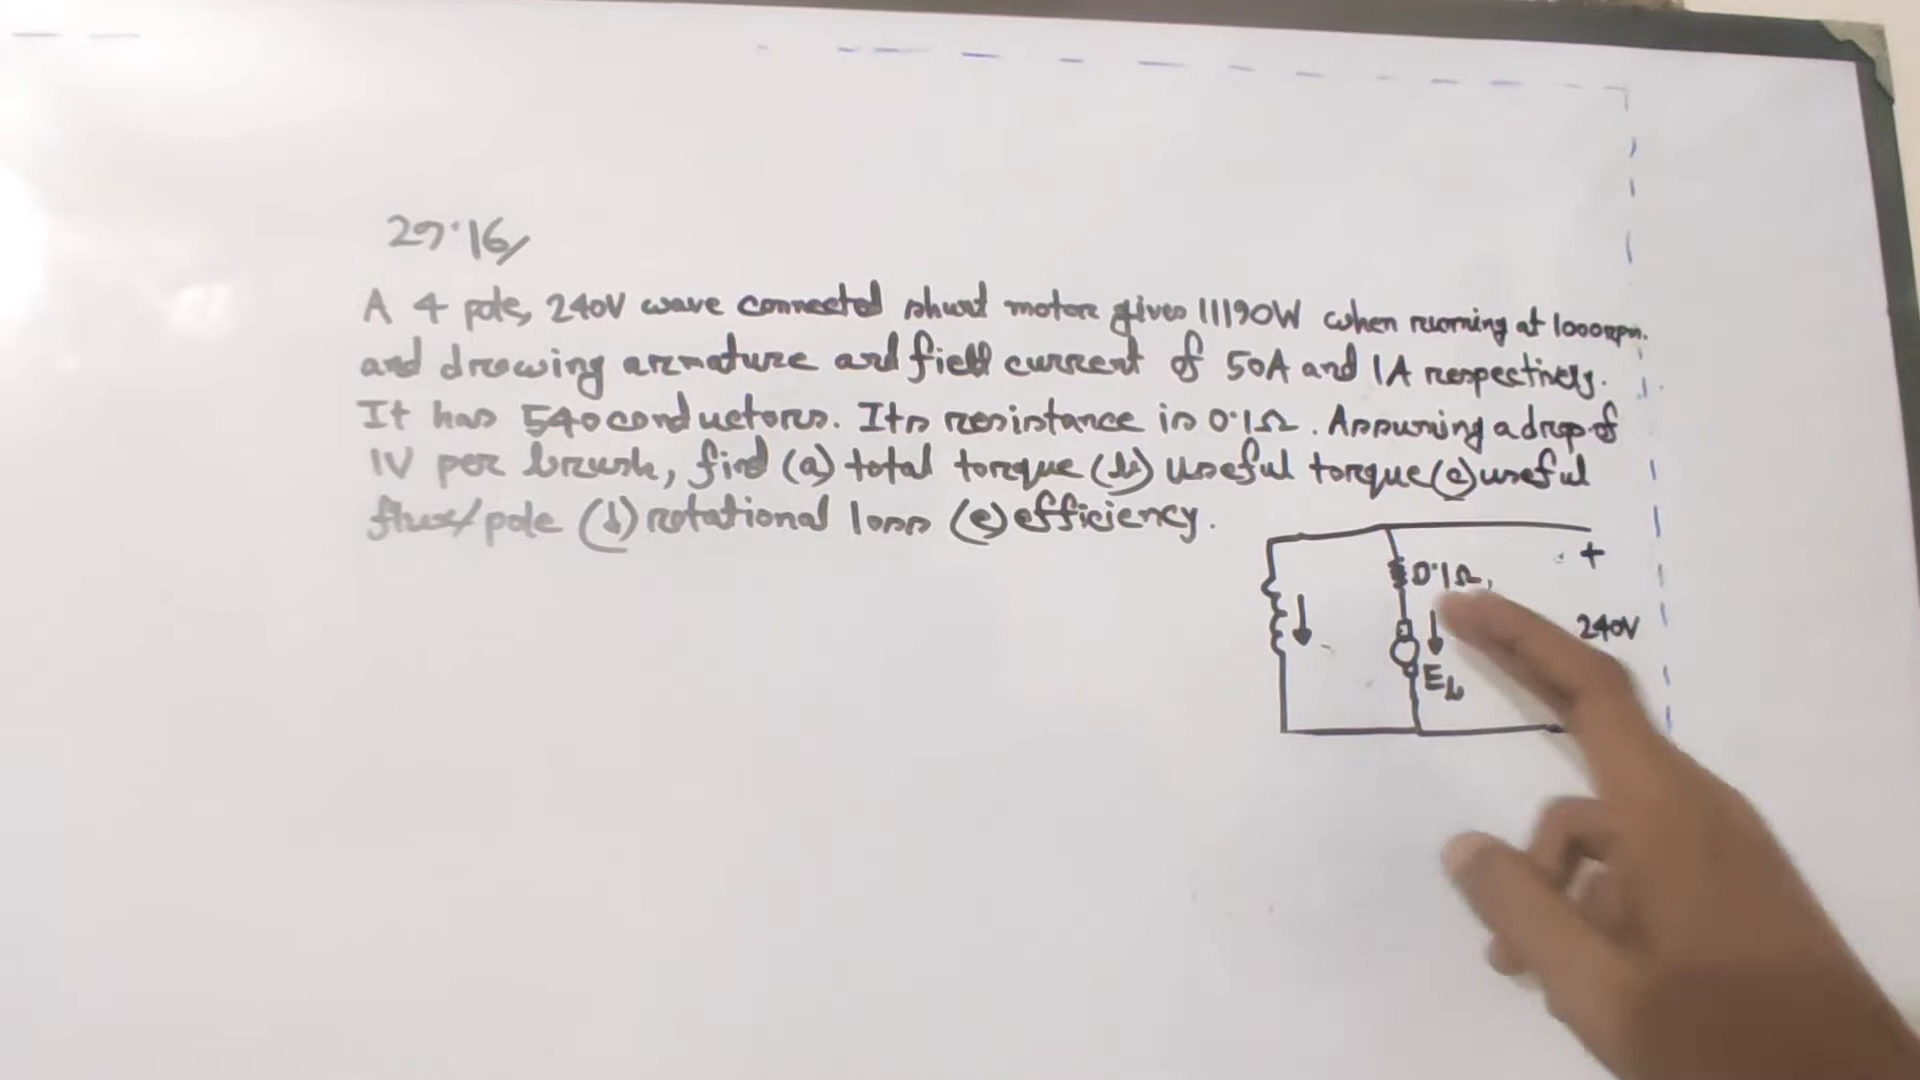 29.16/
A 4 pole, 240V wave connected shunt motor gives 11190W when running at 1000rpm.
and drawing armature and field current of 50A and 1A respectively.
It has 540 conductors. Its resistance is 0.1Ω. Assuming a drop of
1V per brush, find (a) total torque (b) useful torque (c) useful
flux/pole (d) rotational loss (e) efficiency.
+
0.1Ω
240V
Eb